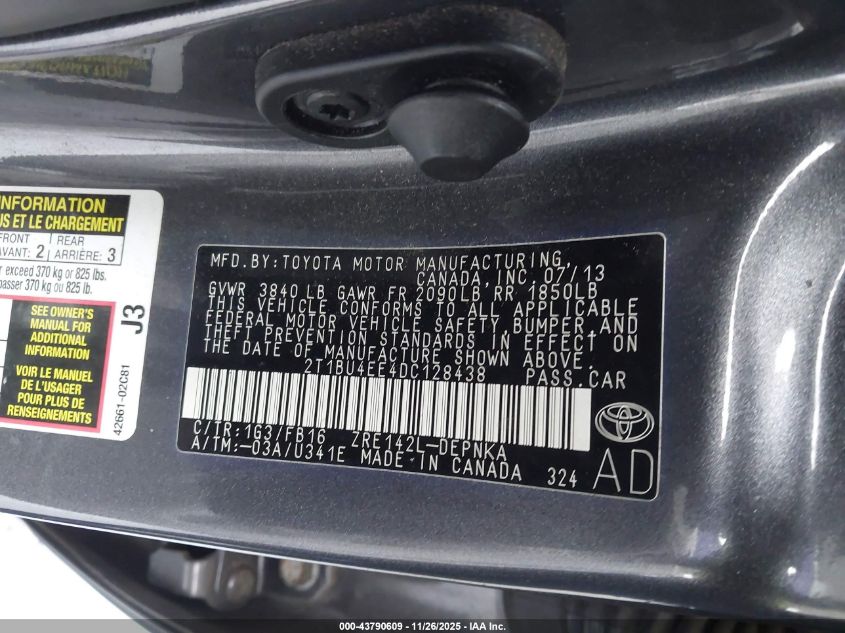 INFORMATION
US ET LE CHARGEMENT
FRONT
AVANT: 2
REAR
ARRIÈRE: 3
exceed 370 kg or 825 lbs.
passer 370 kg ou 825 lb.
SEE OWNER'S
MANUAL FOR
ADDITIONAL
INFORMATION
VOIR LE MANUEL
DE L'USAGER
POUR PLUS DE
RENSEIGNEMENTS
J3
42661-02C81
MFD.BY:TOYOTA MOTOR MANUFACTURING,
CANADA,INC.07/13
GVWR 3840LB GAWR FR 2090LB RR 1850LB
THIS VEHICLE CONFORMS TO ALL APPLICABLE
FEDERAL MOTOR VEHICLE SAFETY,BUMPER,AND
THEFT PREVENTION STANDARDS IN EFFECT ON
THE DATE OF MANUFACTURE SHOWN ABOVE.
2T1BU4EE4DC128438 PASS.CAR
C/TR:1G3/FB16 ZRE142L-DEPNKA
A/TM:-03A/U341E MADE IN CANADA 324
AD
000-43790609 - 11/26/2025 - IAA Inc.